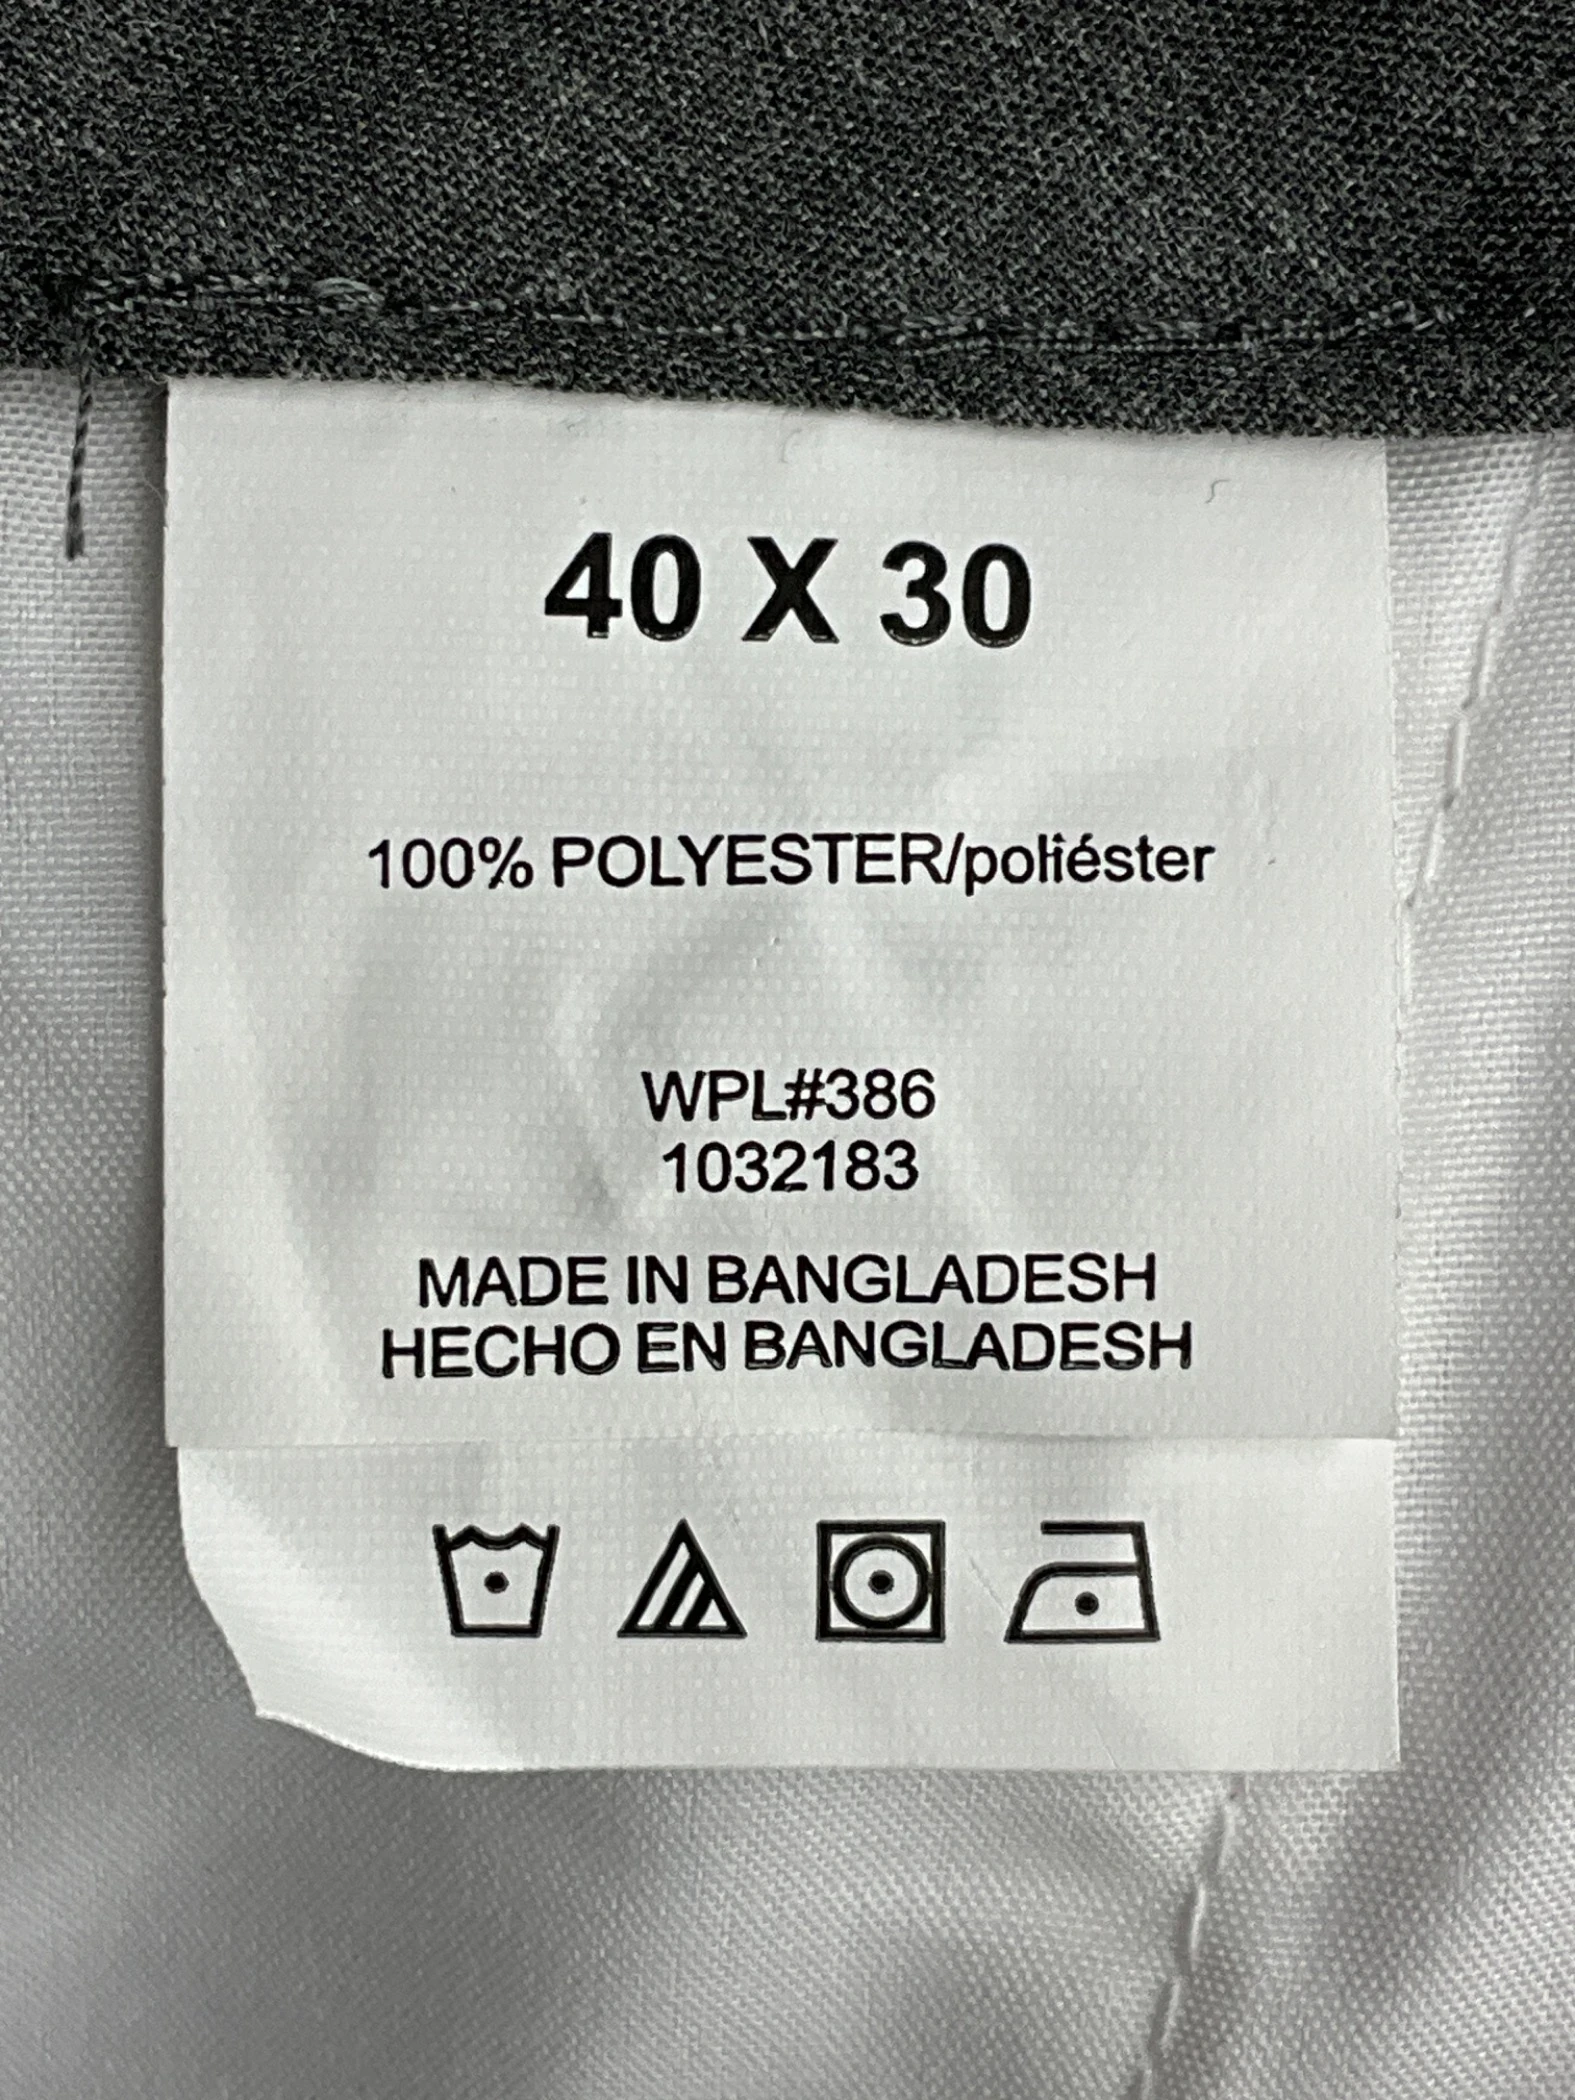 40 X 30
100% POLYESTER/poliéster
WPL#386
1032183
MADE IN BANGLADESH
HECHO EN BANGLADESH